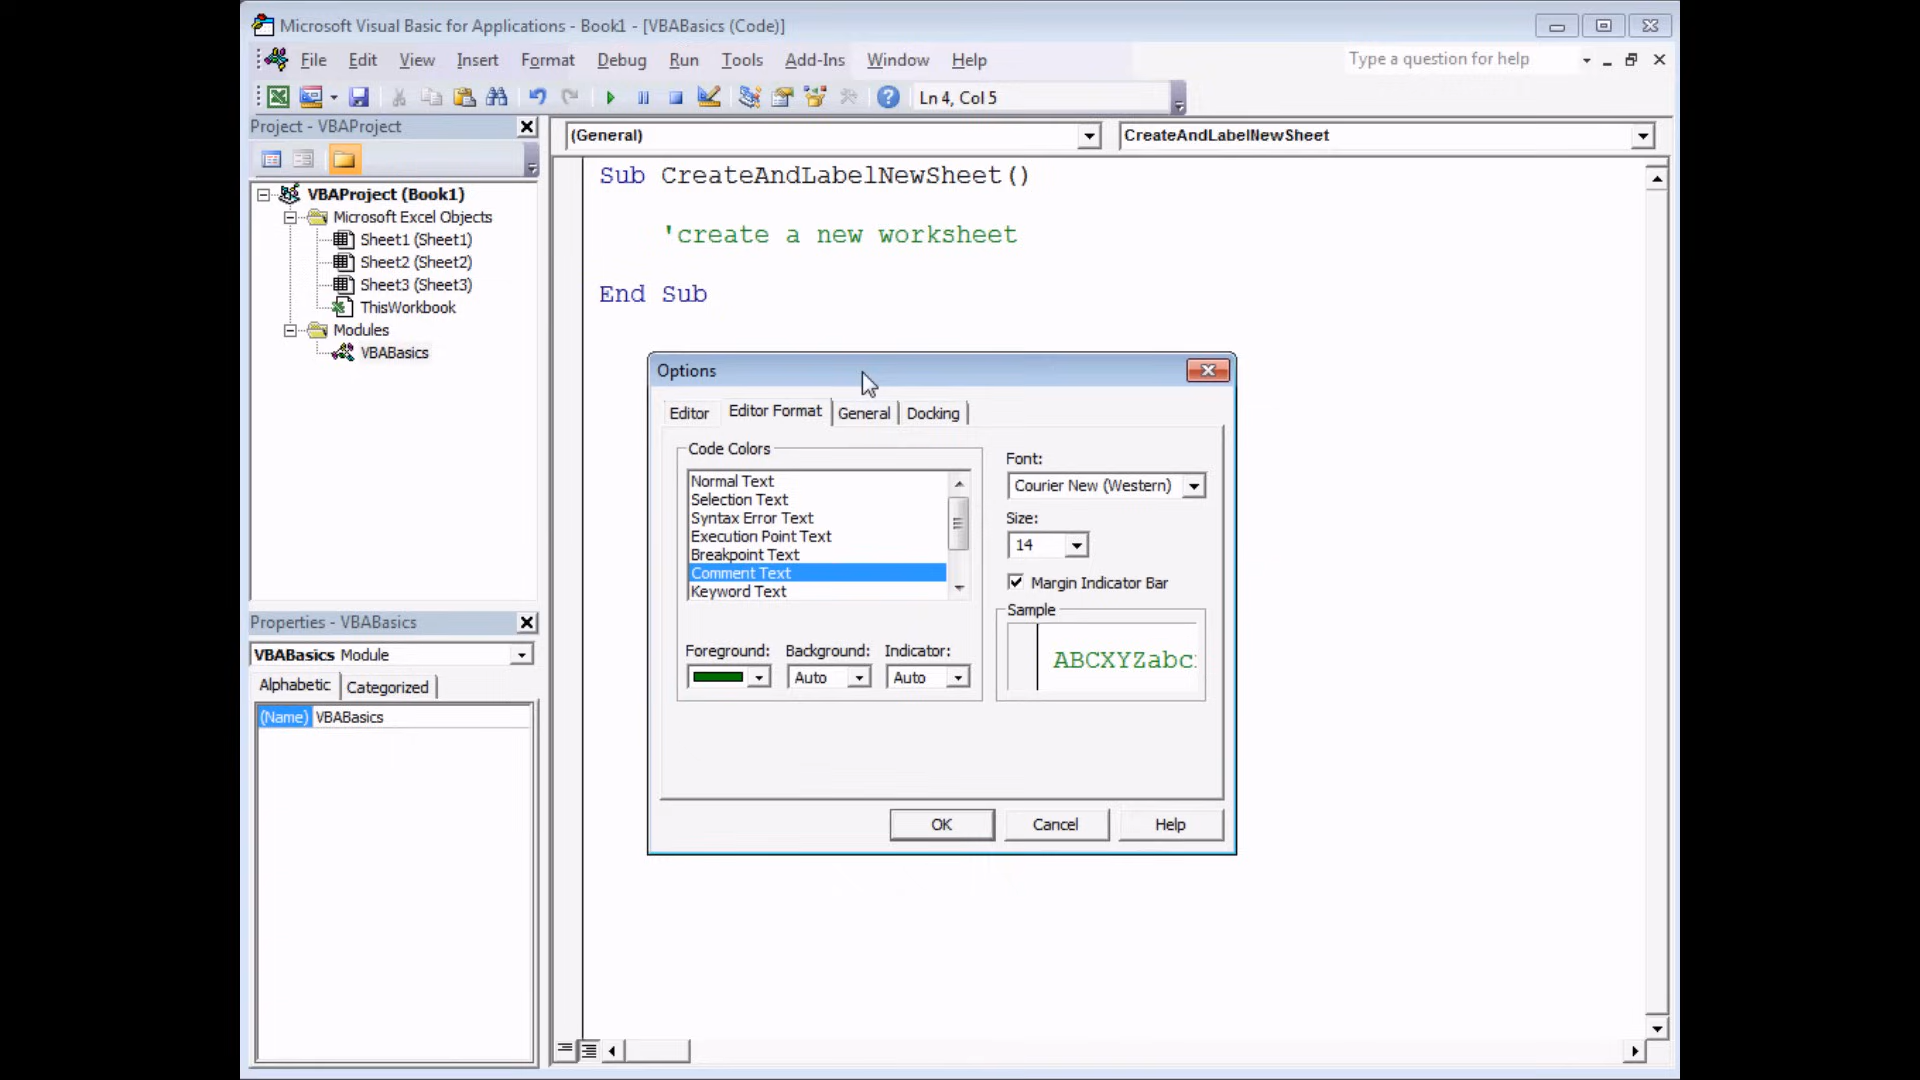 Microsoft Visual Basic for Applications - Book1 - [VBABasics (Code)]
File Edit View Insert Format Debug Run Tools Add-Ins Window Help
Type a question for help
Ln 4, Col 5
Project - VBAProject
VBAProject (Book1)
Microsoft Excel Objects
Sheet1 (Sheet1)
Sheet2 (Sheet2)
Sheet3 (Sheet3)
ThisWorkbook
Modules
VBABasics
Properties - VBABasics
VBABasics Module
Alphabetic Categorized
(Name) VBABasics
(General) CreateAndLabelNewSheet
Sub CreateAndLabelNewSheet()
'create a new worksheet
End Sub
Options
Editor Editor Format General Docking
Code Colors
Normal Text
Selection Text
Syntax Error Text
Execution Point Text
Breakpoint Text
Comment Text
Keyword Text
Foreground: Background: Indicator:
Auto Auto
Font:
Courier New (Western)
Size:
14
Margin Indicator Bar
Sample
ABCXYZabc
OK Cancel Help